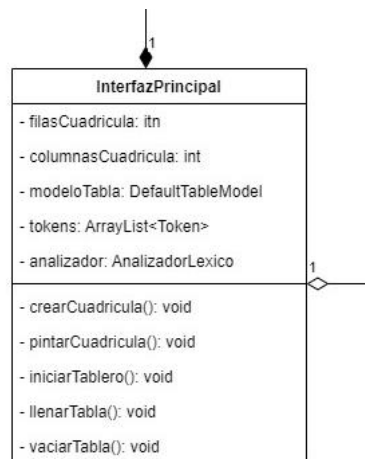 1
InterfazPrincipal
- filasCuadricula: itn
- columnasCuadricula: int
- modeloTabla: DefaultTableModel
- tokens: ArrayList<Token>
- analizador: AnalizadorLexico
1
- crearCuadricula(): void
- pintarCuadricula(): void
- iniciarTablero(): void
- llenarTabla(): void
- vaciarTabla(): void